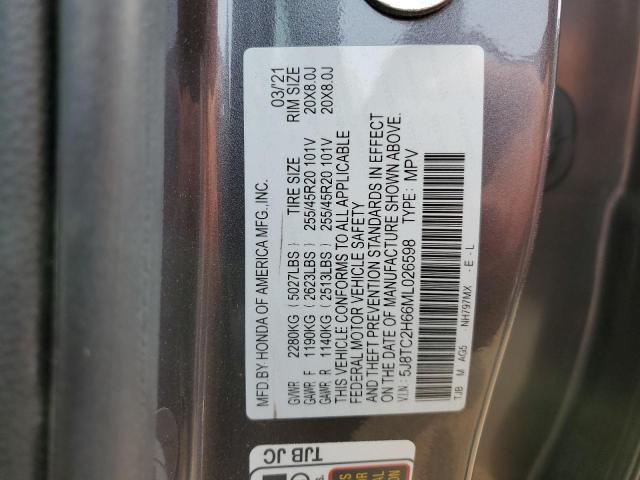 MFD.BY HONDA OF AMERICA MFG.,INC. 03/'21
GVWR 2280KG (5027LBS) TIRE SIZE RIM SIZE
GAWR F 1190KG (2623LBS) 255/45R20 101V 20X8.0J
GAWR R 1140KG (2513LBS) 255/45R20 101V 20X8.0J
THIS VEHICLE CONFORMS TO ALL APPLICABLE
FEDERAL MOTOR VEHICLE SAFETY
AND THEFT PREVENTION STANDARDS IN EFFECT
ON THE DATE OF MANUFACTURE SHOWN ABOVE.
V.I.N.: 5J8TC2H66ML026598 TYPE: MPV
TJB M AG5 NH797MX - E - L
TJB JC